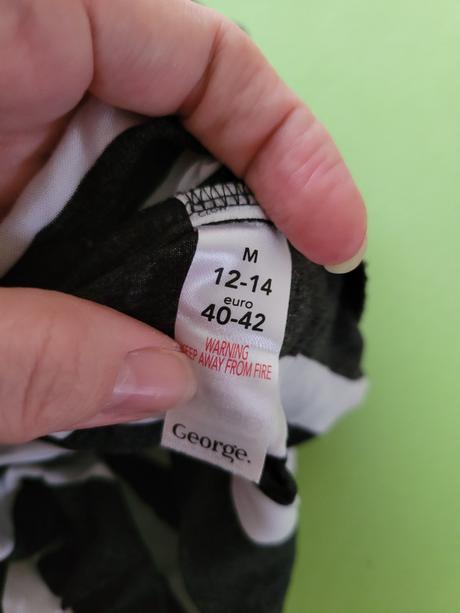 M
12-14
euro
40-42
WARNING
KEEP AWAY FROM FIRE
George.